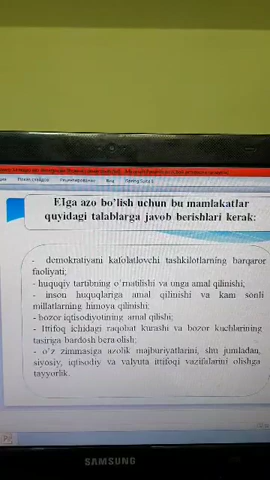 EIga azo bo'lish uchun bu mamlakatlar
quyidagi talablarga javob berishlari kerak:
- demokratiyani kafolatlovchi tashkilotlarning barqaror
faoliyati;
- huquqiy tartibning o'rnatilishi va unga amal qilinishi;
- inson huquqlariga amal qilinishi va kam sonli
millatlarning himoya qilinishi;
- bozor iqtisodiyotining amal qilishi;
- Ittifoq ichidagi raqobat kurashi va bozor kuchlarining
tasiriga bardosh bera olish;
- o'z zimmasiga azolik majburiyatlarini, shu jumladan,
siyosiy, iqtisodiy va valyuta ittifoqi vazifalarini olishga
tayyorlik.
SAMSUNG